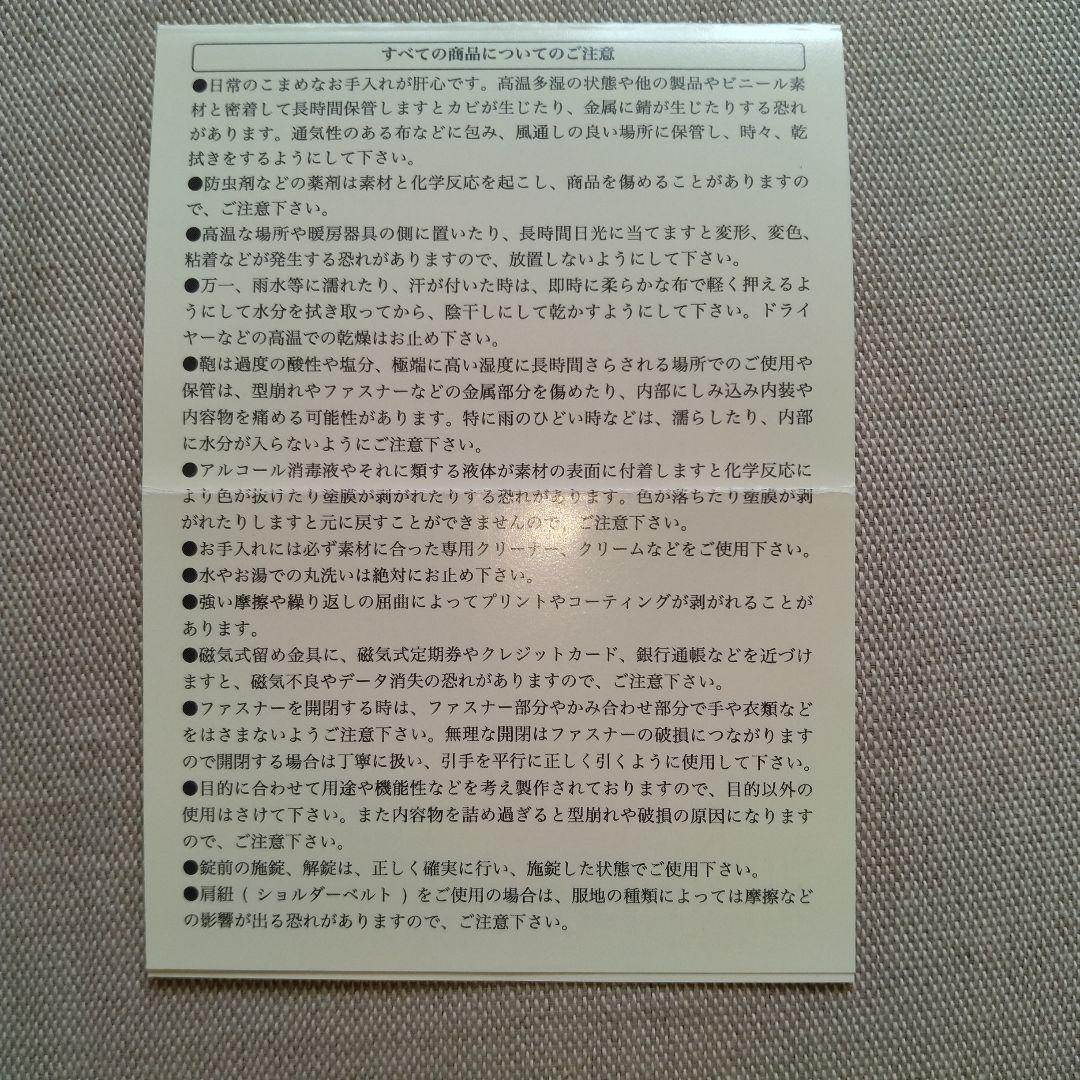 すべての商品についてのご注意
●日常のこまめなお手入れが肝心です。高温多湿の状態や他の製品やビニール素
材と密着して長時間保管しますとカビが生じたり、金属に錆が生じたりする恐れ
があります。通気性のある布などに包み、風通しの良い場所に保管し、時々、乾
拭きをするようにして下さい。
●防虫剤などの薬剤は素材と化学反応を起こし、商品を傷めることがありますの
で、ご注意下さい。
●高温な場所や暖房器具の側に置いたり、長時間日光に当てますと変形、変色、
粘着などが発生する恐れがありますので、放置しないようにして下さい。
●万一、雨水等に濡れたり、汗が付いた時は、即時に柔らかな布で軽く押えるよ
うにして水分を拭き取ってから、陰干しにして乾かすようにして下さい。ドライ
ヤーなどの高温での乾燥はお止め下さい。
●鞄は過度の酸性や塩分、極端に高い湿度に長時間さらされる場所でのご使用や
保管は、型崩れやファスナーなどの金属部分を傷めたり、内部にしみ込み内装や
内容物を痛める可能性があります。特に雨のひどい時などは、濡らしたり、内部
に水分が入らないようにご注意下さい。
●アルコール消毒液やそれに類する液体が素材の表面に付着しますと化学反応に
より色が抜けたり塗膜が剥がれたりする恐れがあります。色が落ちたり塗膜が剥
がれたりしますと元に戻すことができませんので、ご注意下さい。
●お手入れには必ず素材に合った専用クリーナー、クリームなどをご使用下さい。
●水やお湯での丸洗いは絶対にお止め下さい。
●強い摩擦や繰り返しの屈曲によってプリントやコーティングが剥がれることが
あります。
●磁気式留め金具に、磁気式定期券やクレジットカード、銀行通帳などを近づけ
ますと、磁気不良やデータ消失の恐れがありますので、ご注意下さい。
●ファスナーを開閉する時は、ファスナー部分やかみ合わせ部分で手や衣類など
をはさまないようご注意下さい。無理な開閉はファスナーの破損につながります
ので開閉する場合は丁寧に扱い、引手を平行に正しく引くように使用して下さい。
●目的に合わせて用途や機能性などを考え製作されておりますので、目的以外の
使用はさけて下さい。また内容物を詰め過ぎると型崩れや破損の原因になります
ので、ご注意下さい。
●錠前の施錠、解錠は、正しく確実に行い、施錠した状態でご使用下さい。
●肩紐(ショルダーベルト)をご使用の場合は、服地の種類によっては摩擦など
の影響が出る恐れがありますので、ご注意下さい。